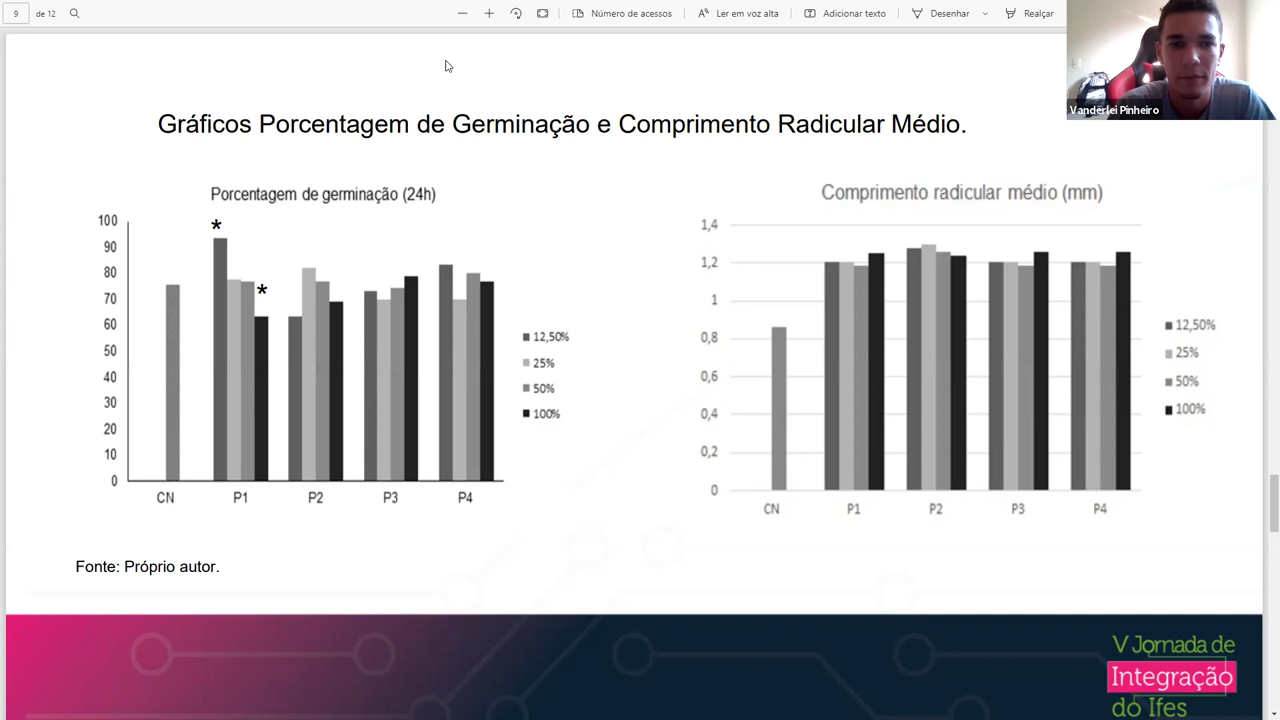 9 de 12
Número de acessos
Ler em voz alta
Adicionar texto
Desenhar
Realçar
Vanderlei Pinheiro
Gráficos Porcentagem de Germinação e Comprimento Radicular Médio.
Porcentagem de germinação (24h)
100
90
80
70
60
50
40
30
20
10
0
*
*
CN P1 P2 P3 P4
12,50%
25%
50%
100%
Comprimento radicular médio (mm)
1,4
1,2
1
0,8
0,6
0,4
0,2
0
CN P1 P2 P3 P4
12,50%
25%
50%
100%
Fonte: Próprio autor.
V Jornada de
Integração
do Ifes